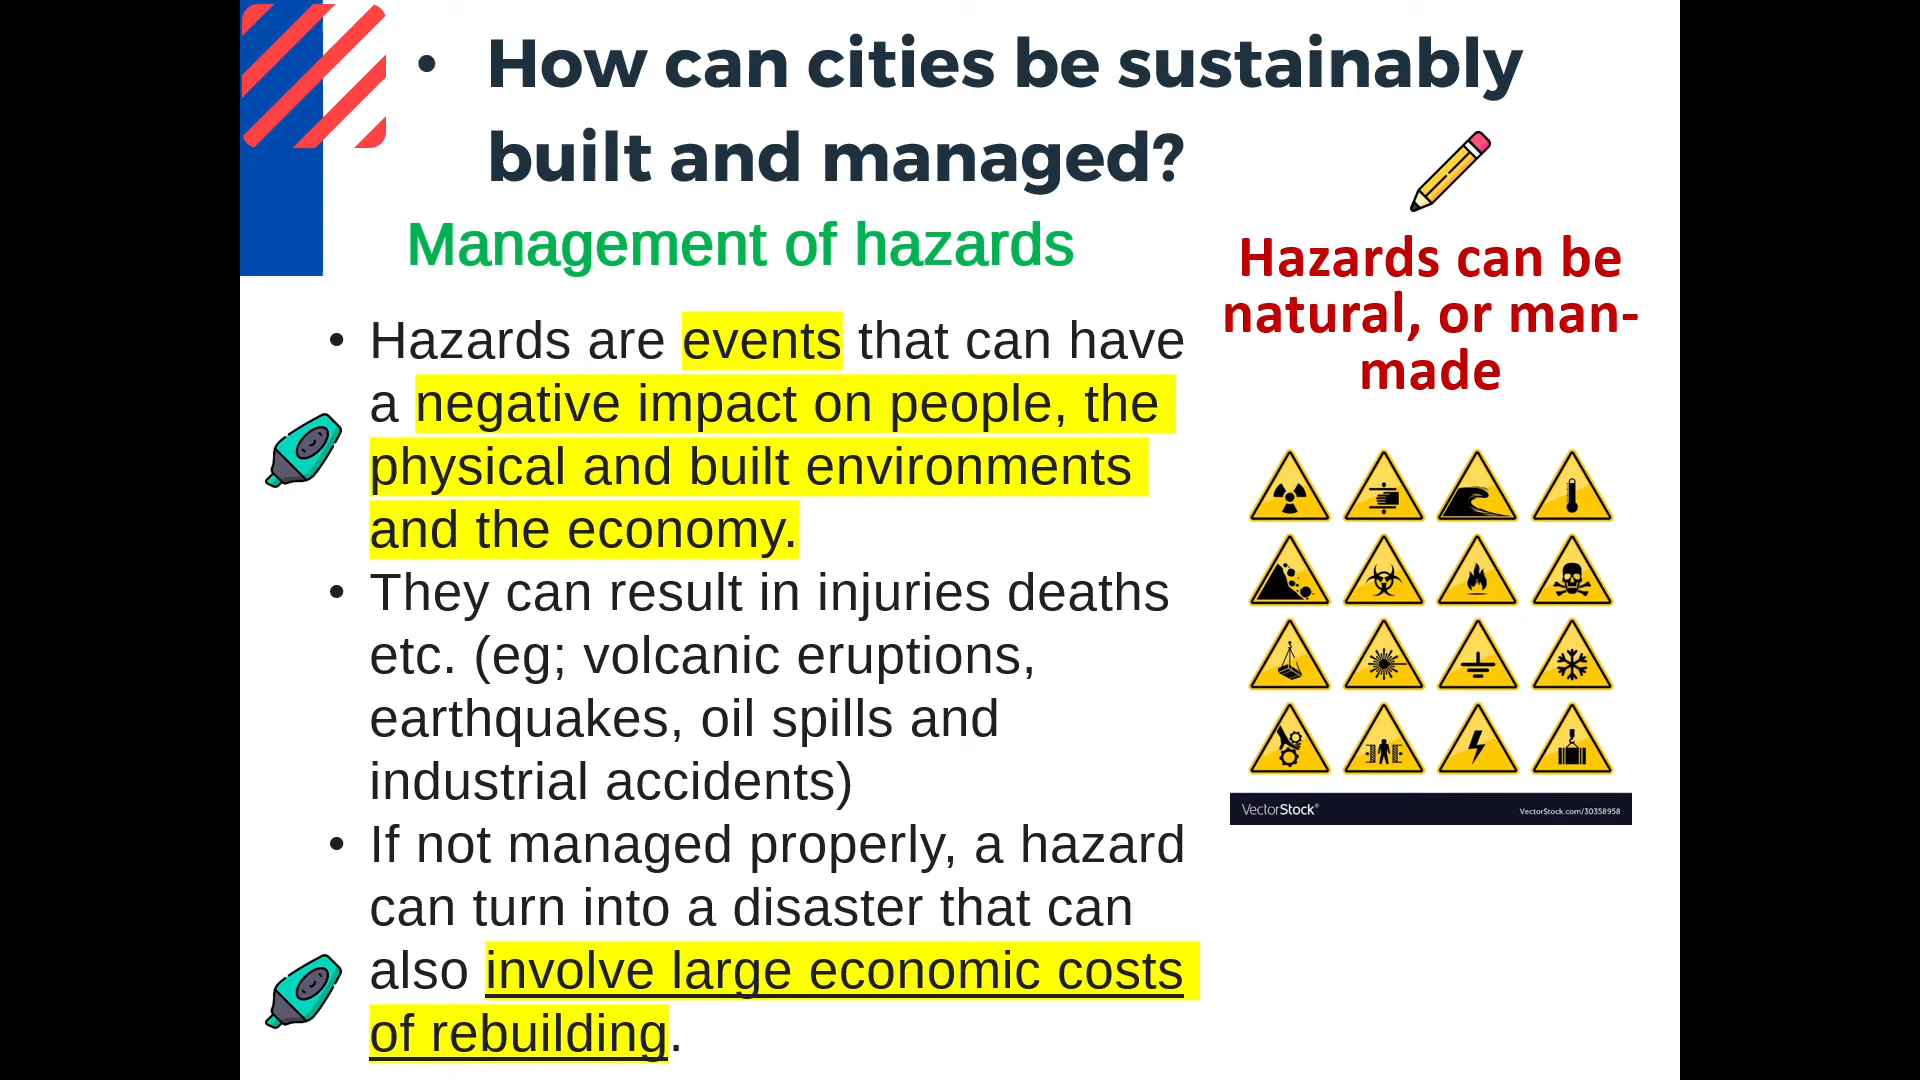 • How can cities be sustainably
built and managed?
Management of hazards
• Hazards are events that can have
a negative impact on people, the
physical and built environments
and the economy.
• They can result in injuries deaths
etc. (eg; volcanic eruptions,
earthquakes, oil spills and
industrial accidents)
• If not managed properly, a hazard
can turn into a disaster that can
also involve large economic costs
of rebuilding.
Hazards can be
natural, or man-
made
VectorStock®
VectorStock.com/30358958